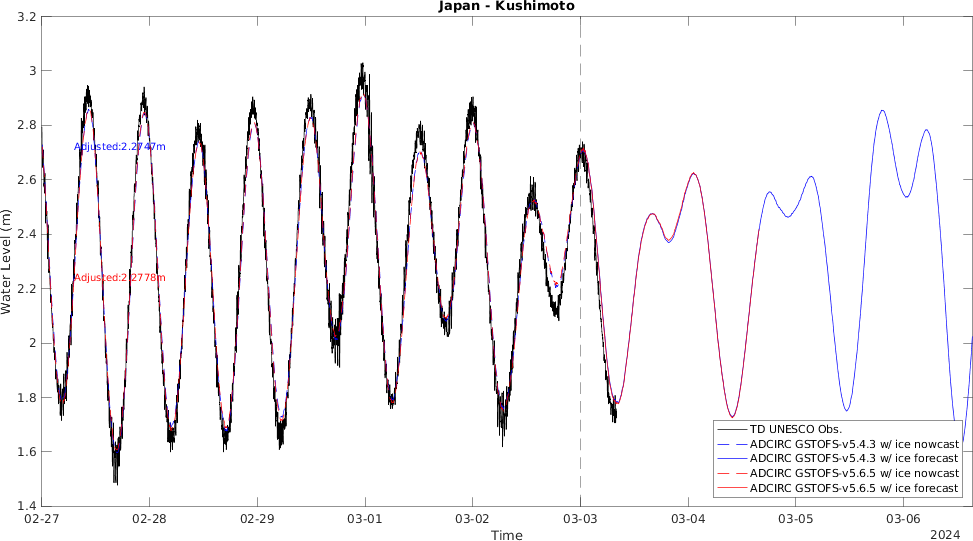 Japan - Kushimoto
3.2
3
2.8
2.6
2.4
2.2
2
1.8
1.6
1.4
Water Level (m)
Adjusted:2.2747m
Adjusted:2.2778m
TD UNESCO Obs.
ADCIRC GSTOFS-v5.4.3 w/ ice nowcast
ADCIRC GSTOFS-v5.4.3 w/ ice forecast
ADCIRC GSTOFS-v5.6.5 w/ ice nowcast
ADCIRC GSTOFS-v5.6.5 w/ ice forecast
02-27 02-28 02-29 03-01 03-02 03-03 03-04 03-05 03-06
Time
2024